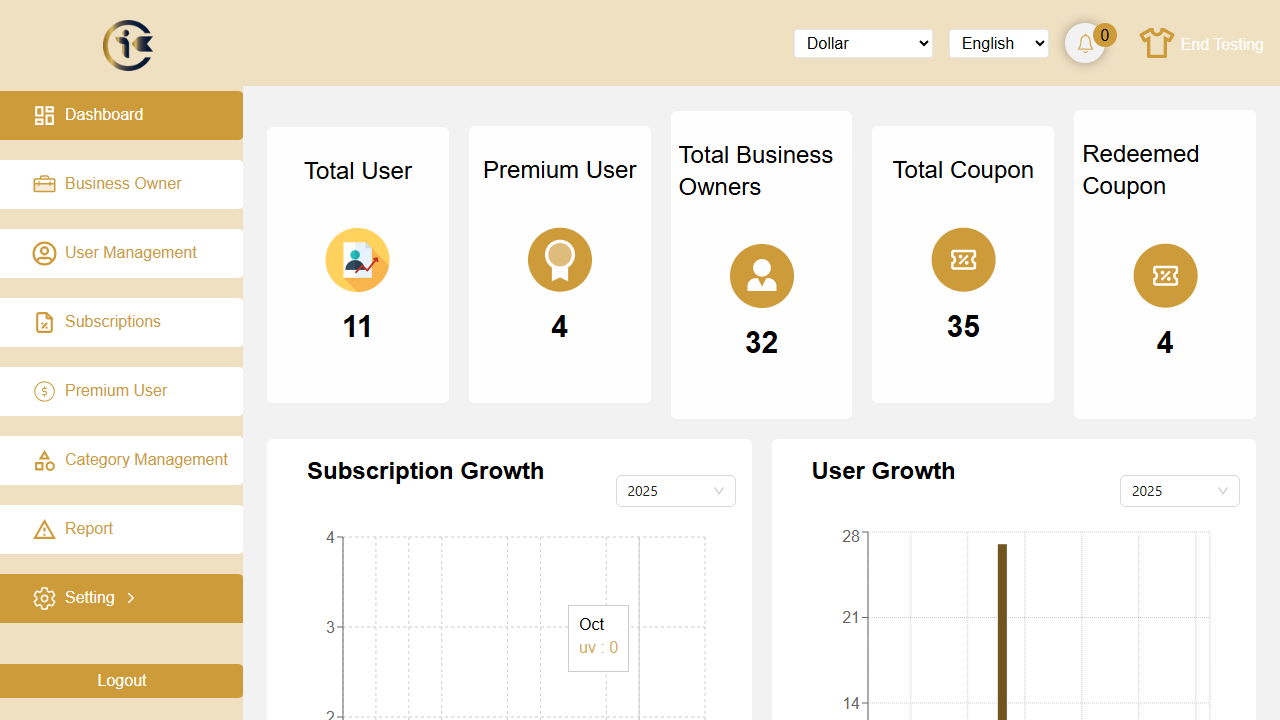 Dollar
English
0
End Testing
Dashboard
Business Owner
User Management
Subscriptions
Premium User
Category Management
Report
Setting
Logout
Total User
11
Premium User
4
Total Business
Owners
32
Total Coupon
35
Redeemed
Coupon
4
Subscription Growth
2025
4
3
2
Oct
uv : 0
User Growth
2025
28
21
14